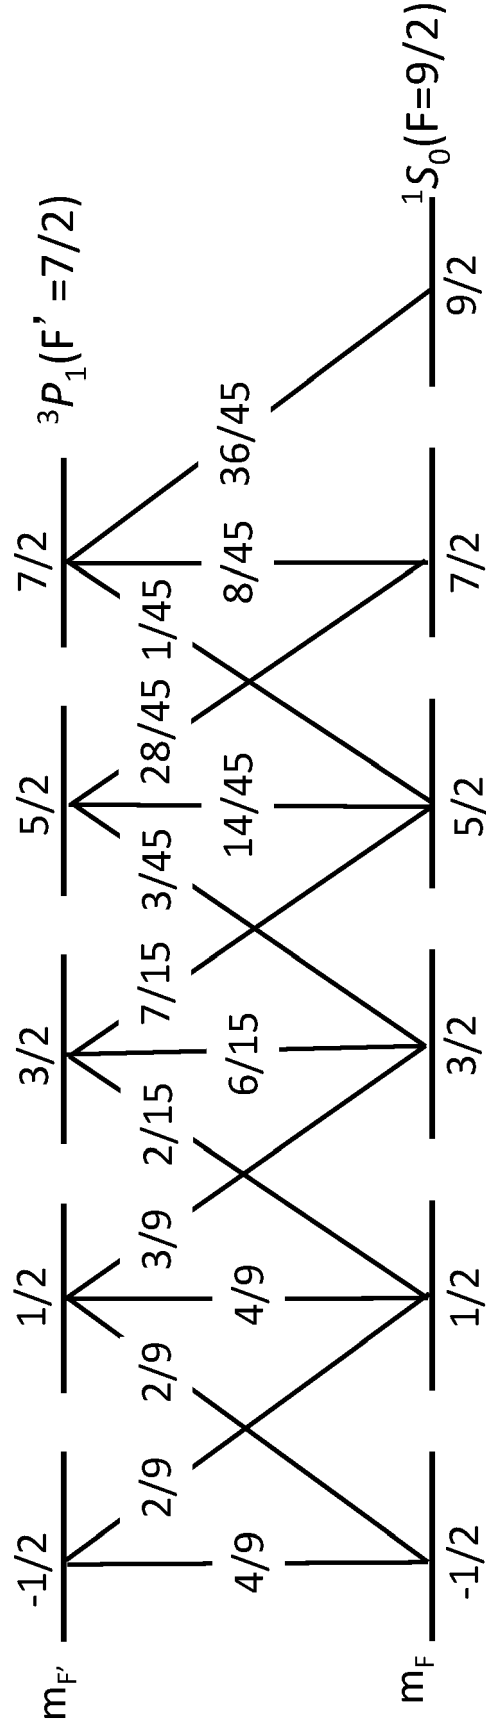 m_F' -1/2 1/2 3/2 5/2 7/2 ³P₁(F' =7/2)
2/9 2/9 3/9 2/15 7/15 3/45 28/45 1/45
4/9 4/9 6/15 14/45 8/45 36/45
m_F ¹S₀(F=9/2)
-1/2 1/2 3/2 5/2 7/2 9/2